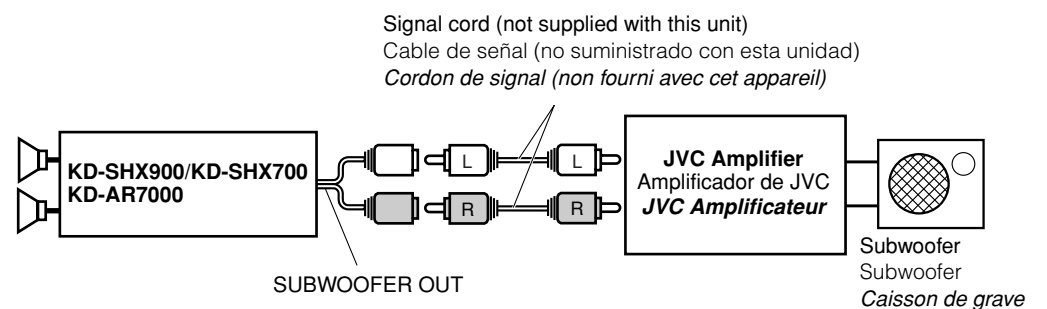 Signal cord (not supplied with this unit)
Cable de señal (no suministrado con esta unidad)
Cordon de signal (non fourni avec cet appareil)
KD-SHX900/KD-SHX700
KD-AR7000
L
L
R
R
JVC Amplifier
Amplificador de JVC
JVC Amplificateur
SUBWOOFER OUT
Subwoofer
Subwoofer
Caisson de grave